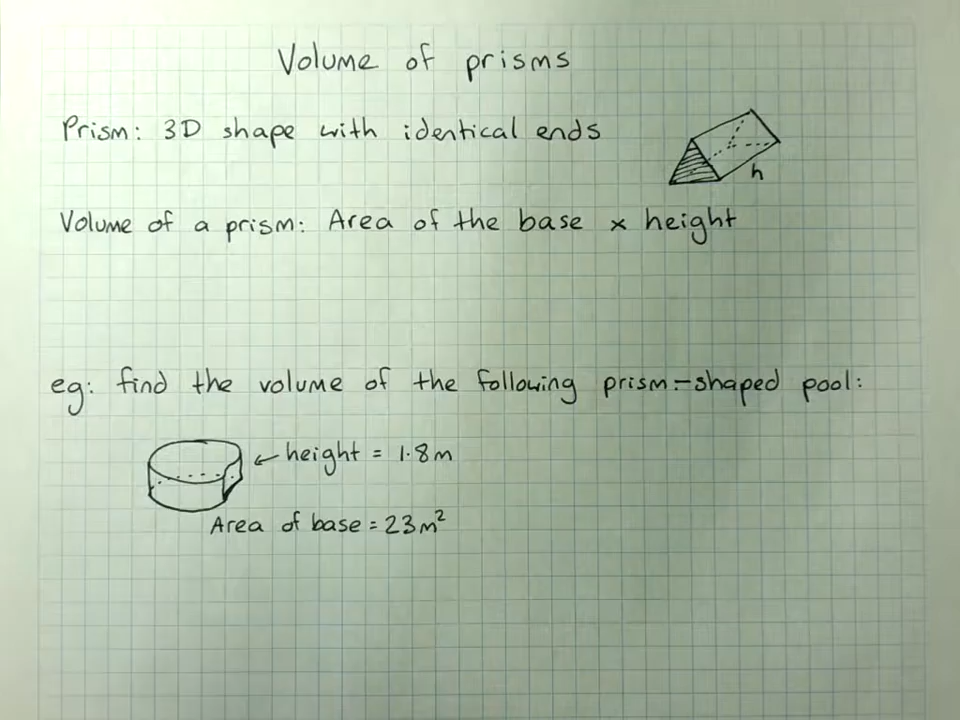 Volume of prisms
Prism: 3D shape with identical ends
h
Volume of a prism: Area of the base x height
eg: find the volume of the following prism-shaped pool:
height = 1.8m
Area of base = 23m²